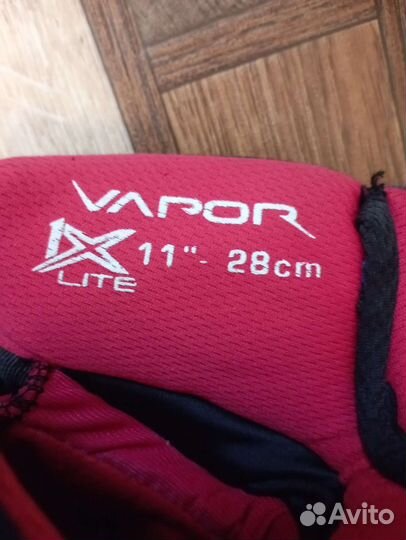 VAPOR
1X 11"- 28cm
LITE
Avito